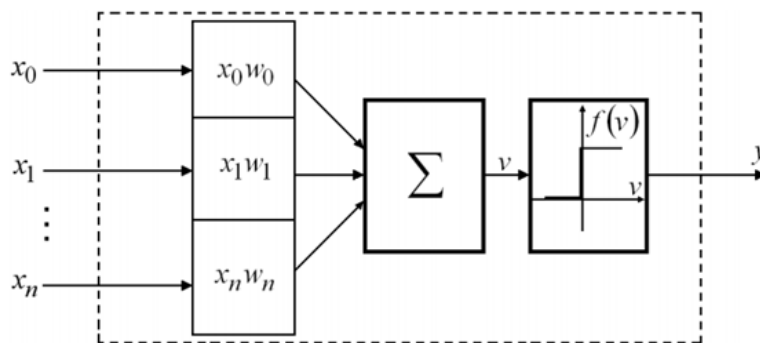 x₀ x₀w₀
x₁ x₁w₁ Σ v f(v) v y
⋮
xₙ xₙwₙ